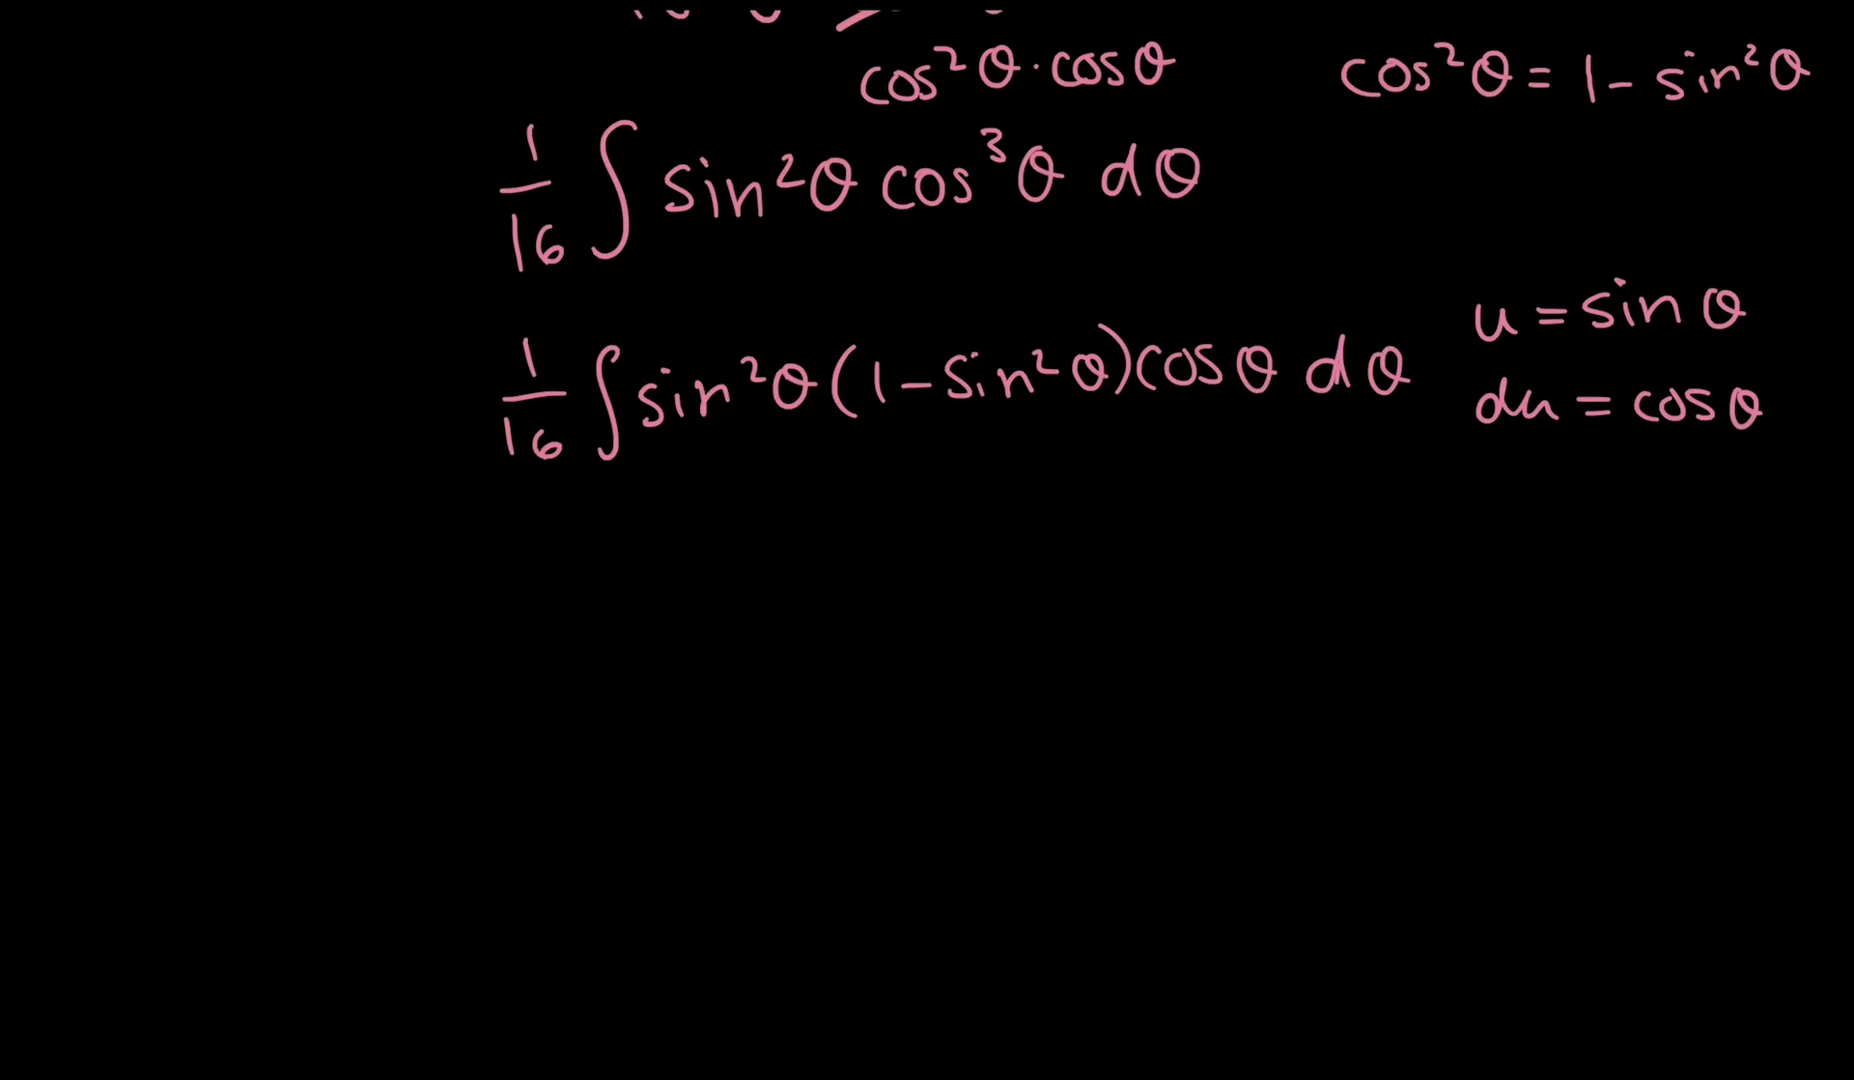 cos²θ · cosθ
cos²θ = 1 - sin²θ
1/16 ∫ sin²θ cos³θ dθ
u = sin θ
1/16 ∫ sin²θ (1 - sin²θ) cosθ dθ
du = cosθ